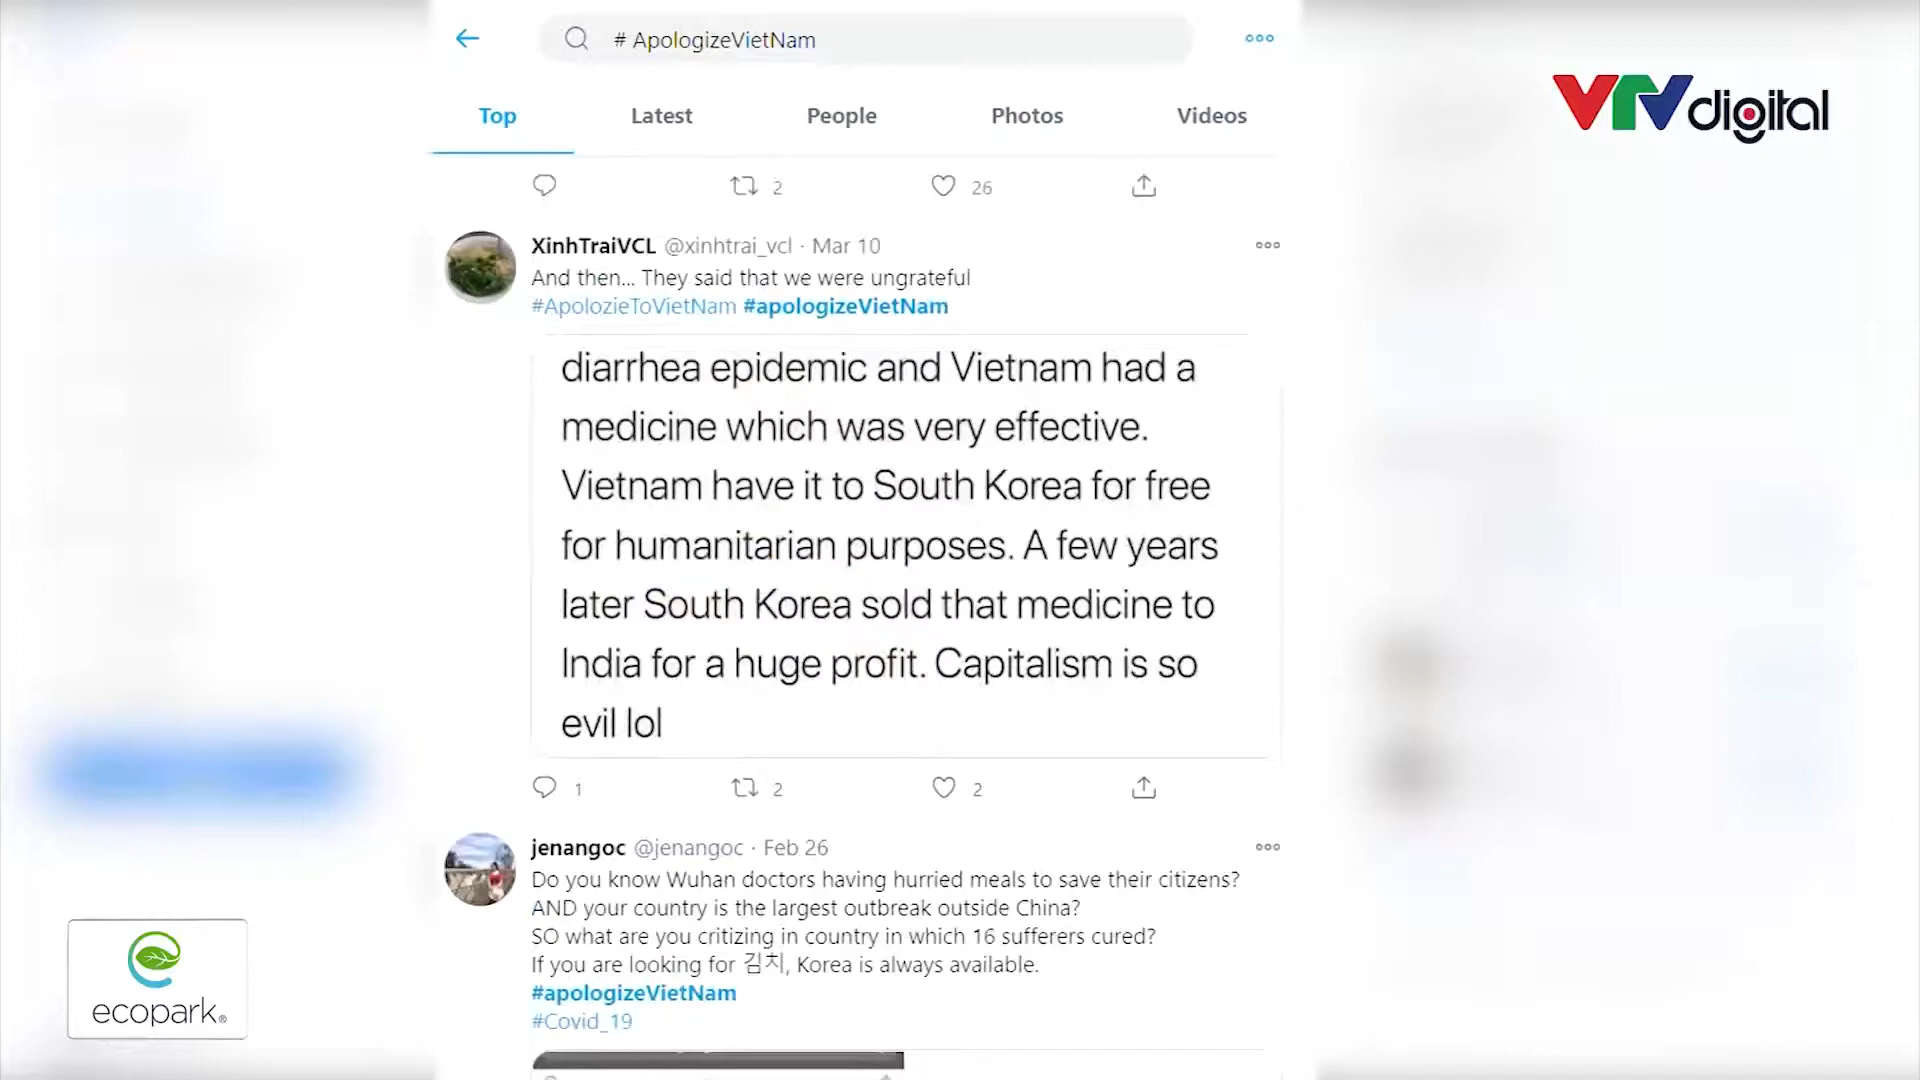 # ApologizeVietNam
VTV digital
Top Latest People Photos Videos
2 26
XinhTraiVCL @xinhtrai_vcl · Mar 10
And then... They said that we were ungrateful
#ApolozieToVietNam #apologizeVietNam
diarrhea epidemic and Vietnam had a
medicine which was very effective.
Vietnam have it to South Korea for free
for humanitarian purposes. A few years
later South Korea sold that medicine to
India for a huge profit. Capitalism is so
evil lol
1 2 2
jenangoc @jenangoc · Feb 26
Do you know Wuhan doctors having hurried meals to save their citizens?
AND your country is the largest outbreak outside China?
SO what are you critizing in country in which 16 sufferers cured?
If you are looking for 김치, Korea is always available.
#apologizeVietNam
#Covid_19
ecopark®